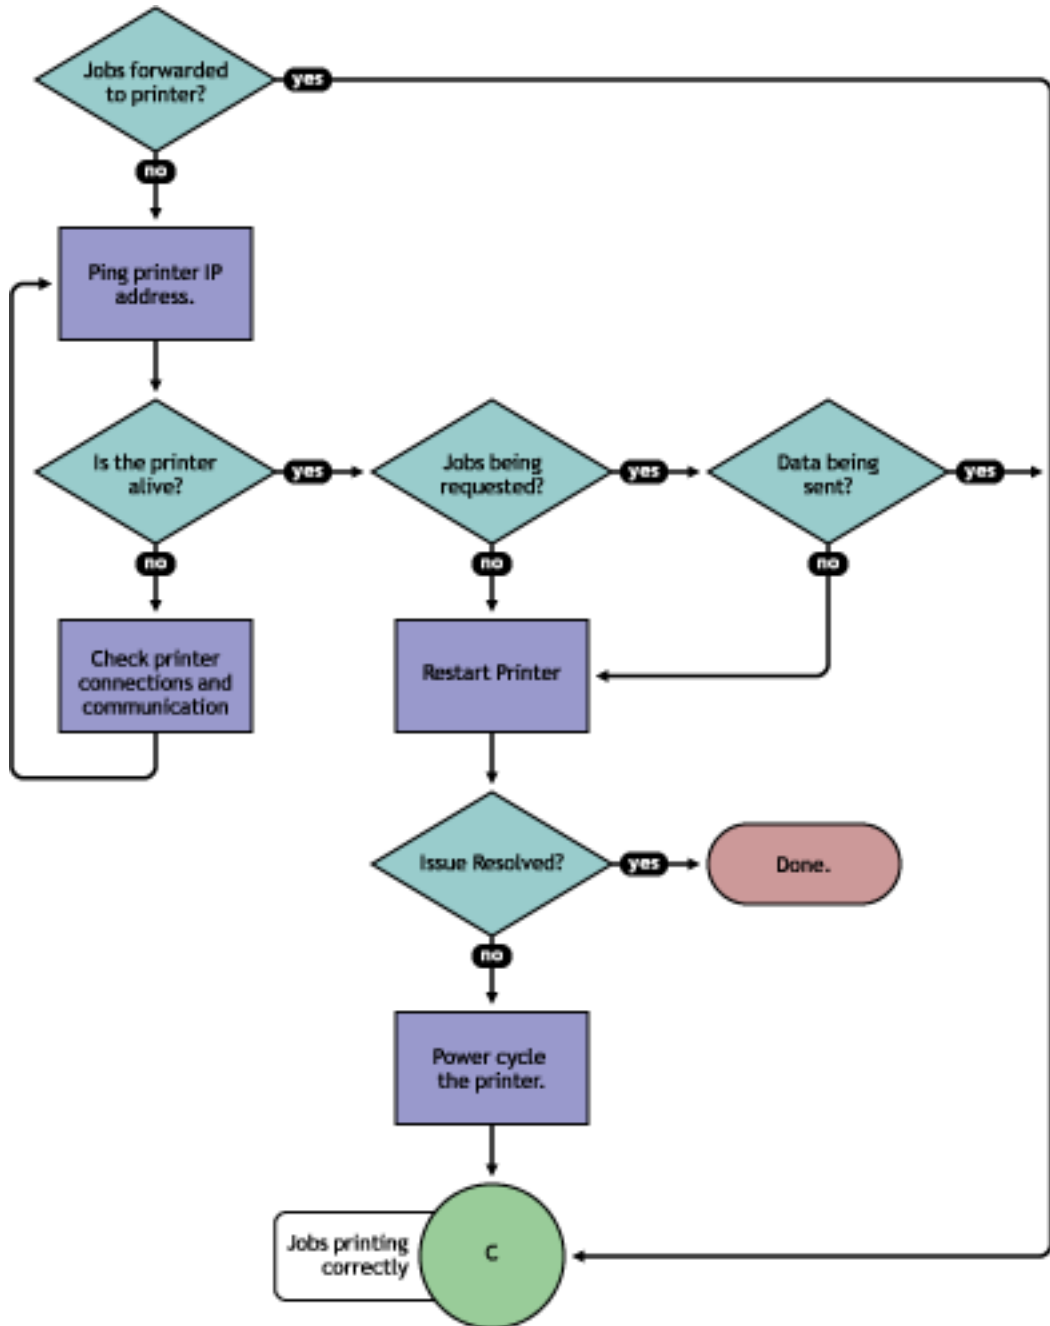 Jobs forwarded
to printer?
yes
no
Ping printer IP
address.
Is the printer
alive?
yes
Jobs being
requested?
yes
Data being
sent?
yes
no
no
no
Check printer
connections and
communication
Restart Printer
Issue Resolved?
yes
Done.
no
Power cycle
the printer.
Jobs printing
correctly
C